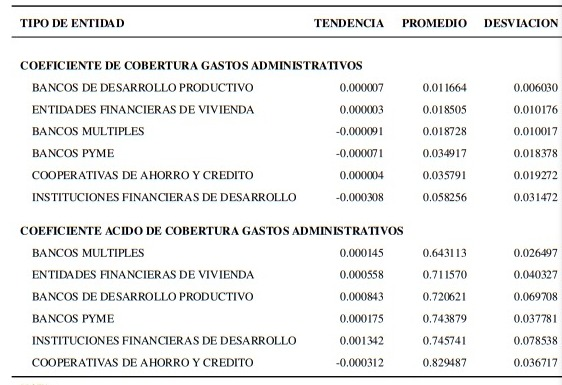 TIPO DE ENTIDAD TENDENCIA PROMEDIO DESVIACION
COEFICIENTE DE COBERTURA GASTOS ADMINISTRATIVOS
BANCOS DE DESARROLLO PRODUCTIVO 0.000007 0.011664 0.006030
ENTIDADES FINANCIERAS DE VIVIENDA 0.000003 0.018505 0.010176
BANCOS MULTIPLES -0.000091 0.018728 0.010017
BANCOS PYME -0.000071 0.034917 0.018378
COOPERATIVAS DE AHORRO Y CREDITO 0.000004 0.035791 0.019272
INSTITUCIONES FINANCIERAS DE DESARROLLO -0.000308 0.058256 0.031472
COEFICIENTE ACIDO DE COBERTURA GASTOS ADMINISTRATIVOS
BANCOS MULTIPLES 0.000145 0.643113 0.026497
ENTIDADES FINANCIERAS DE VIVIENDA 0.000558 0.711570 0.040327
BANCOS DE DESARROLLO PRODUCTIVO 0.000843 0.720621 0.069708
BANCOS PYME 0.000175 0.743879 0.037781
INSTITUCIONES FINANCIERAS DE DESARROLLO 0.001342 0.745741 0.078538
COOPERATIVAS DE AHORRO Y CREDITO -0.000312 0.829487 0.036717